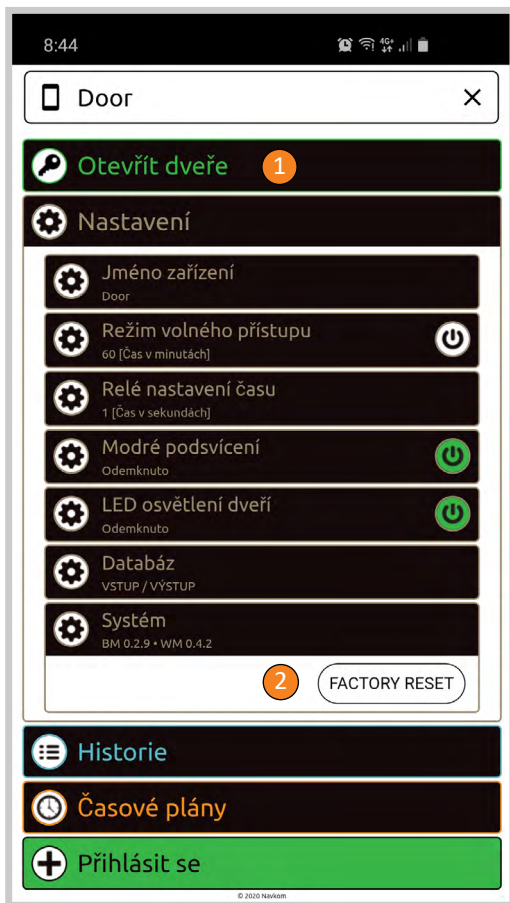 8:44
4G+
Door
Otevřít dveře
1
Nastavení
Jméno zařízení
Door
Režim volného přístupu
60 [Čas v minutách]
Relé nastavení času
1 [Čas v sekundách]
Modré podsvícení
Odemknuto
LED osvětlení dveří
Odemknuto
Databáz
VSTUP / VÝSTUP
Systém
BM 0.2.9 • WM 0.4.2
2
FACTORY RESET
Historie
Časové plány
Přihlásit se
© 2020 Navkom